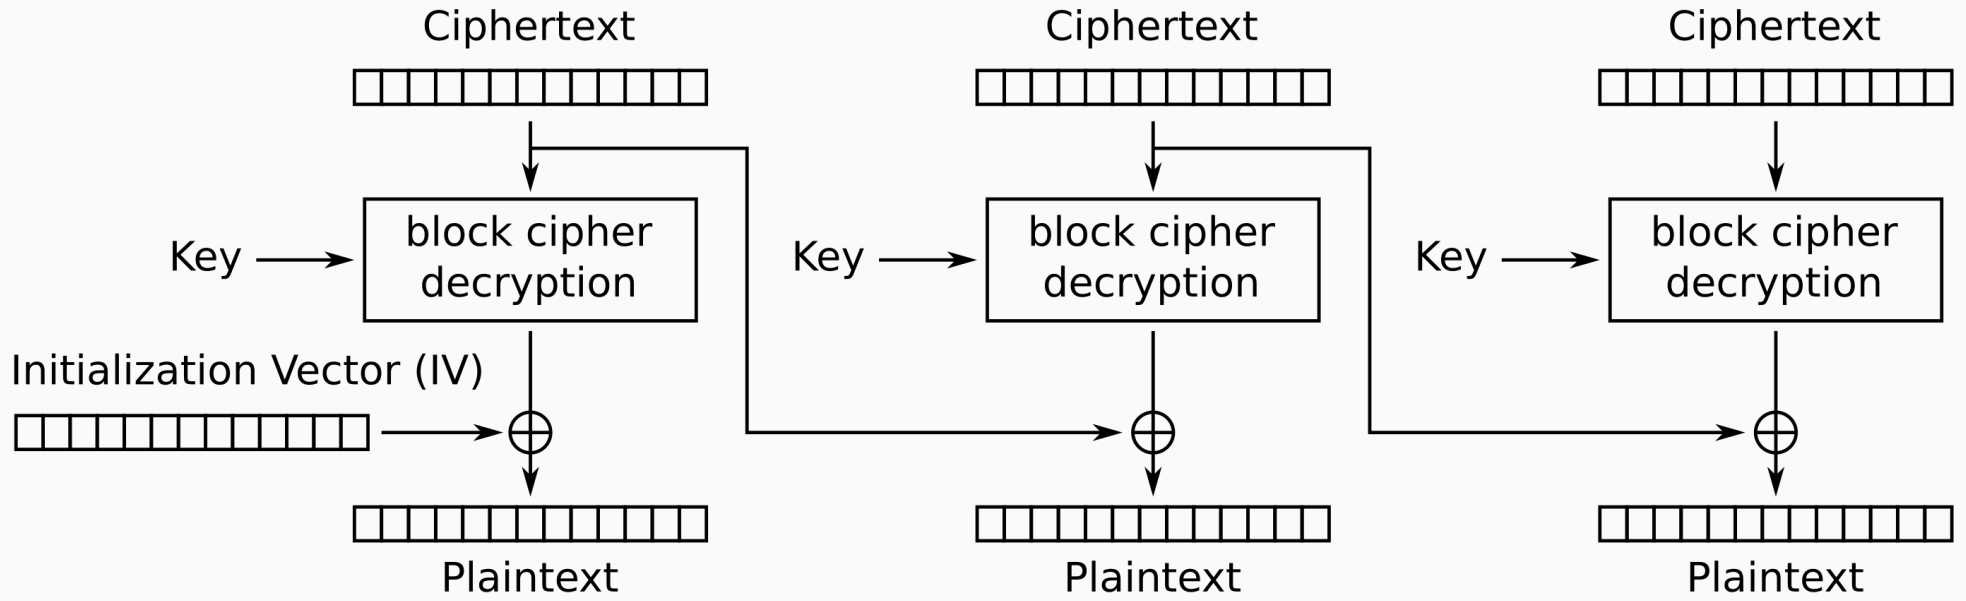 Ciphertext
Ciphertext
Ciphertext
Key
block cipher
decryption
Key
block cipher
decryption
Key
block cipher
decryption
Initialization Vector (IV)
Plaintext
Plaintext
Plaintext